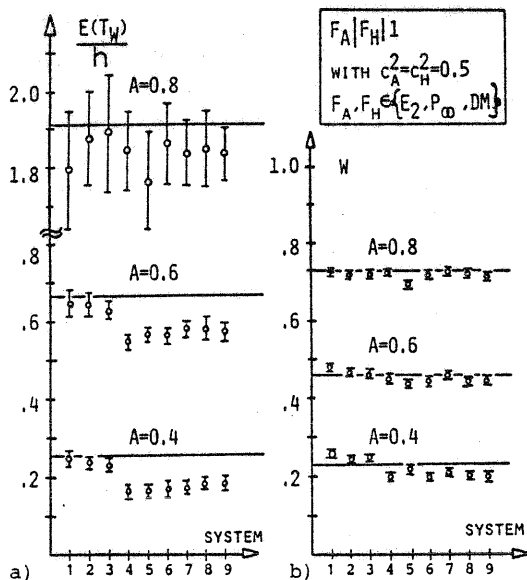 E(T_W)
h
2.0
1.8
.8
.6
.4
.2
A=0.8
A=0.6
A=0.4
SYSTEM
1 2 3 4 5 6 7 8 9
a)
F_A|F_H|1
WITH c_A^2=c_H^2=0.5
F_A,F_H∈{E_2,P_∞,DM}
1.0
W
.8
.6
.4
.2
A=0.8
A=0.6
A=0.4
SYSTEM
1 2 3 4 5 6 7 8 9
b)